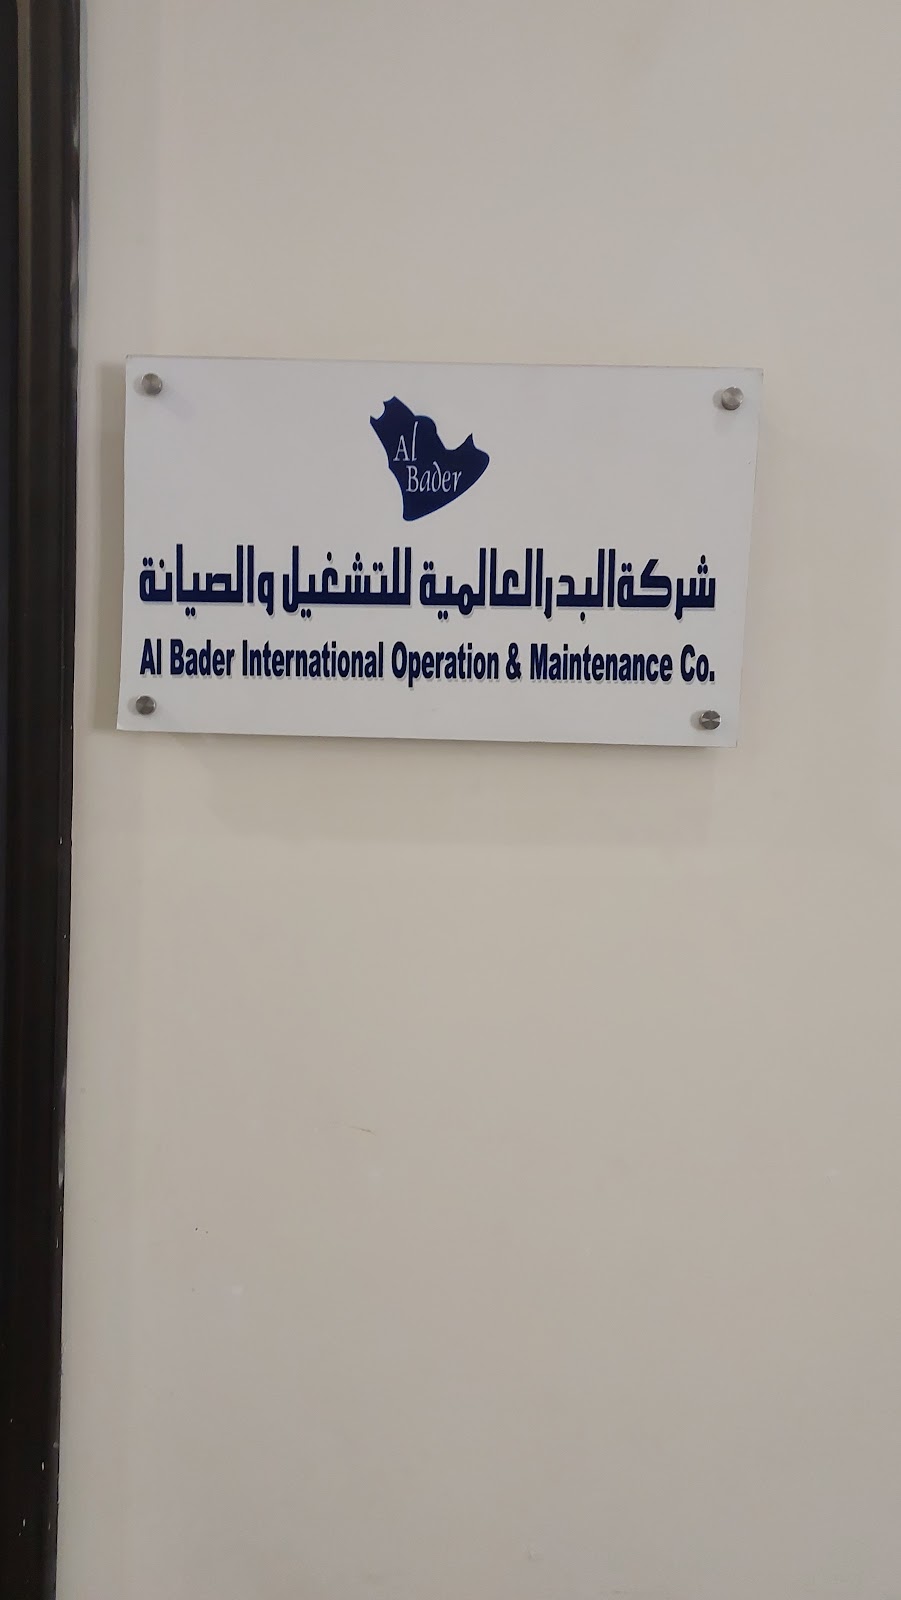 Al
Bader
شركة البدر العالمية للتشغيل والصيانة
Al Bader International Operation & Maintenance Co.